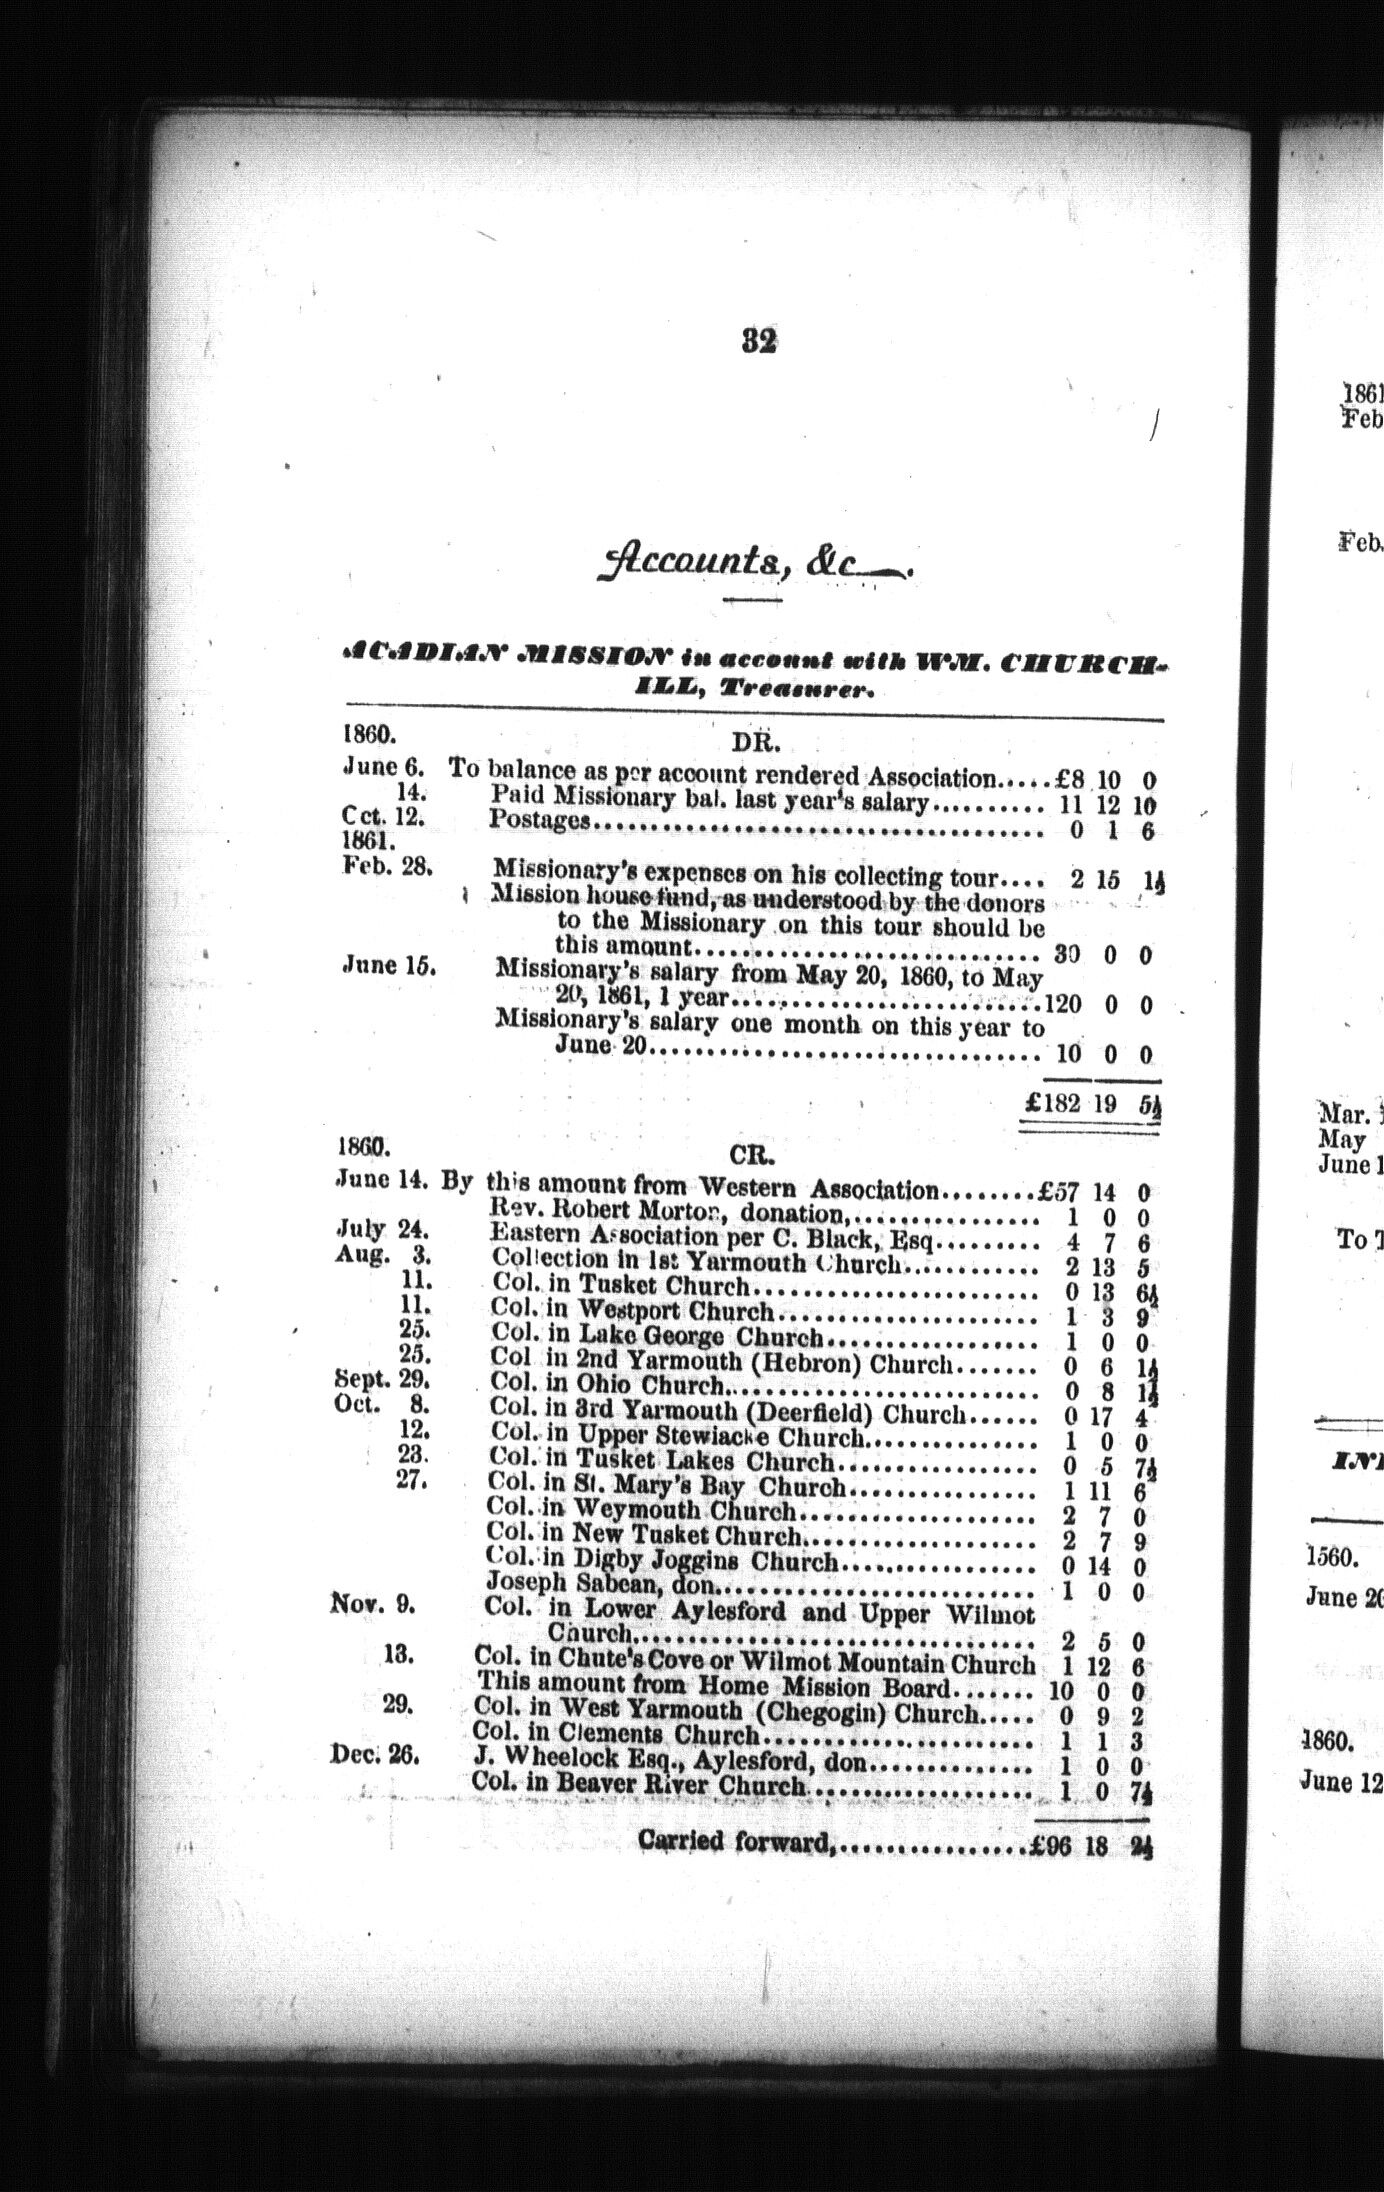 32
Accounts, &c.
ACADIAN MISSION in account with WM. CHURCH-
ILL, Treasurer.
1860. DR.
June 6. To balance as per account rendered Association.....£8 10 0
14. Paid Missionary bal. last year's salary.......... 11 12 10
Cct. 12. Postages....................................... 0 1 6
1861.
Feb. 28. Missionary's expenses on his collecting tour.... 2 15 1½
Mission house fund, as understood by the donors
to the Missionary on this tour should be
this amount.............................. 30 0 0
June 15. Missionary's salary from May 20, 1860, to May
20, 1861, 1 year...........................120 0 0
Missionary's salary one month on this year to
June 20.................................. 10 0 0
£182 19 5½
1860. CR.
June 14. By this amount from Western Association........£57 14 0
Rev. Robert Morton, donation,................ 1 0 0
July 24. Eastern Association per C. Black, Esq......... 4 7 6
Aug. 3. Collection in 1st Yarmouth Church............ 2 13 5
11. Col. in Tusket Church......................... 0 13 6½
11. Col. in Westport Church....................... 1 3 9
25. Col. in Lake George Church................... 1 0 0
25. Col in 2nd Yarmouth (Hebron) Church....... 0 6 1½
Sept. 29. Col. in Ohio Church........................... 0 8 1½
Oct. 8. Col. in 3rd Yarmouth (Deerfield) Church...... 0 17 4
12. Col. in Upper Stewiacke Church............... 1 0 0
23. Col. in Tusket Lakes Church................. 0 5 7½
27. Col. in St. Mary's Bay Church................ 1 11 6
Col. in Weymouth Church..................... 2 7 0
Col. in New Tusket Church.................... 2 7 9
Col. in Digby Joggins Church................. 0 14 0
Joseph Sabean, don........................... 1 0 0
Nov. 9. Col. in Lower Aylesford and Upper Wilmot
Church................................... 2 5 0
13. Col. in Chute's Cove or Wilmot Mountain Church 1 12 6
This amount from Home Mission Board....... 10 0 0
29. Col. in West Yarmouth (Chegogin) Church..... 0 9 2
Col. in Clements Church....................... 1 1 3
Dec. 26. J. Wheelock Esq., Aylesford, don.............. 1 0 0
Col. in Beaver River Church.................... 1 0 7½
Carried forward,................£96 18 2½
1861
Feb
Feb.
Mar.
May
June 1
To
1560.
June 20
1860.
June 12